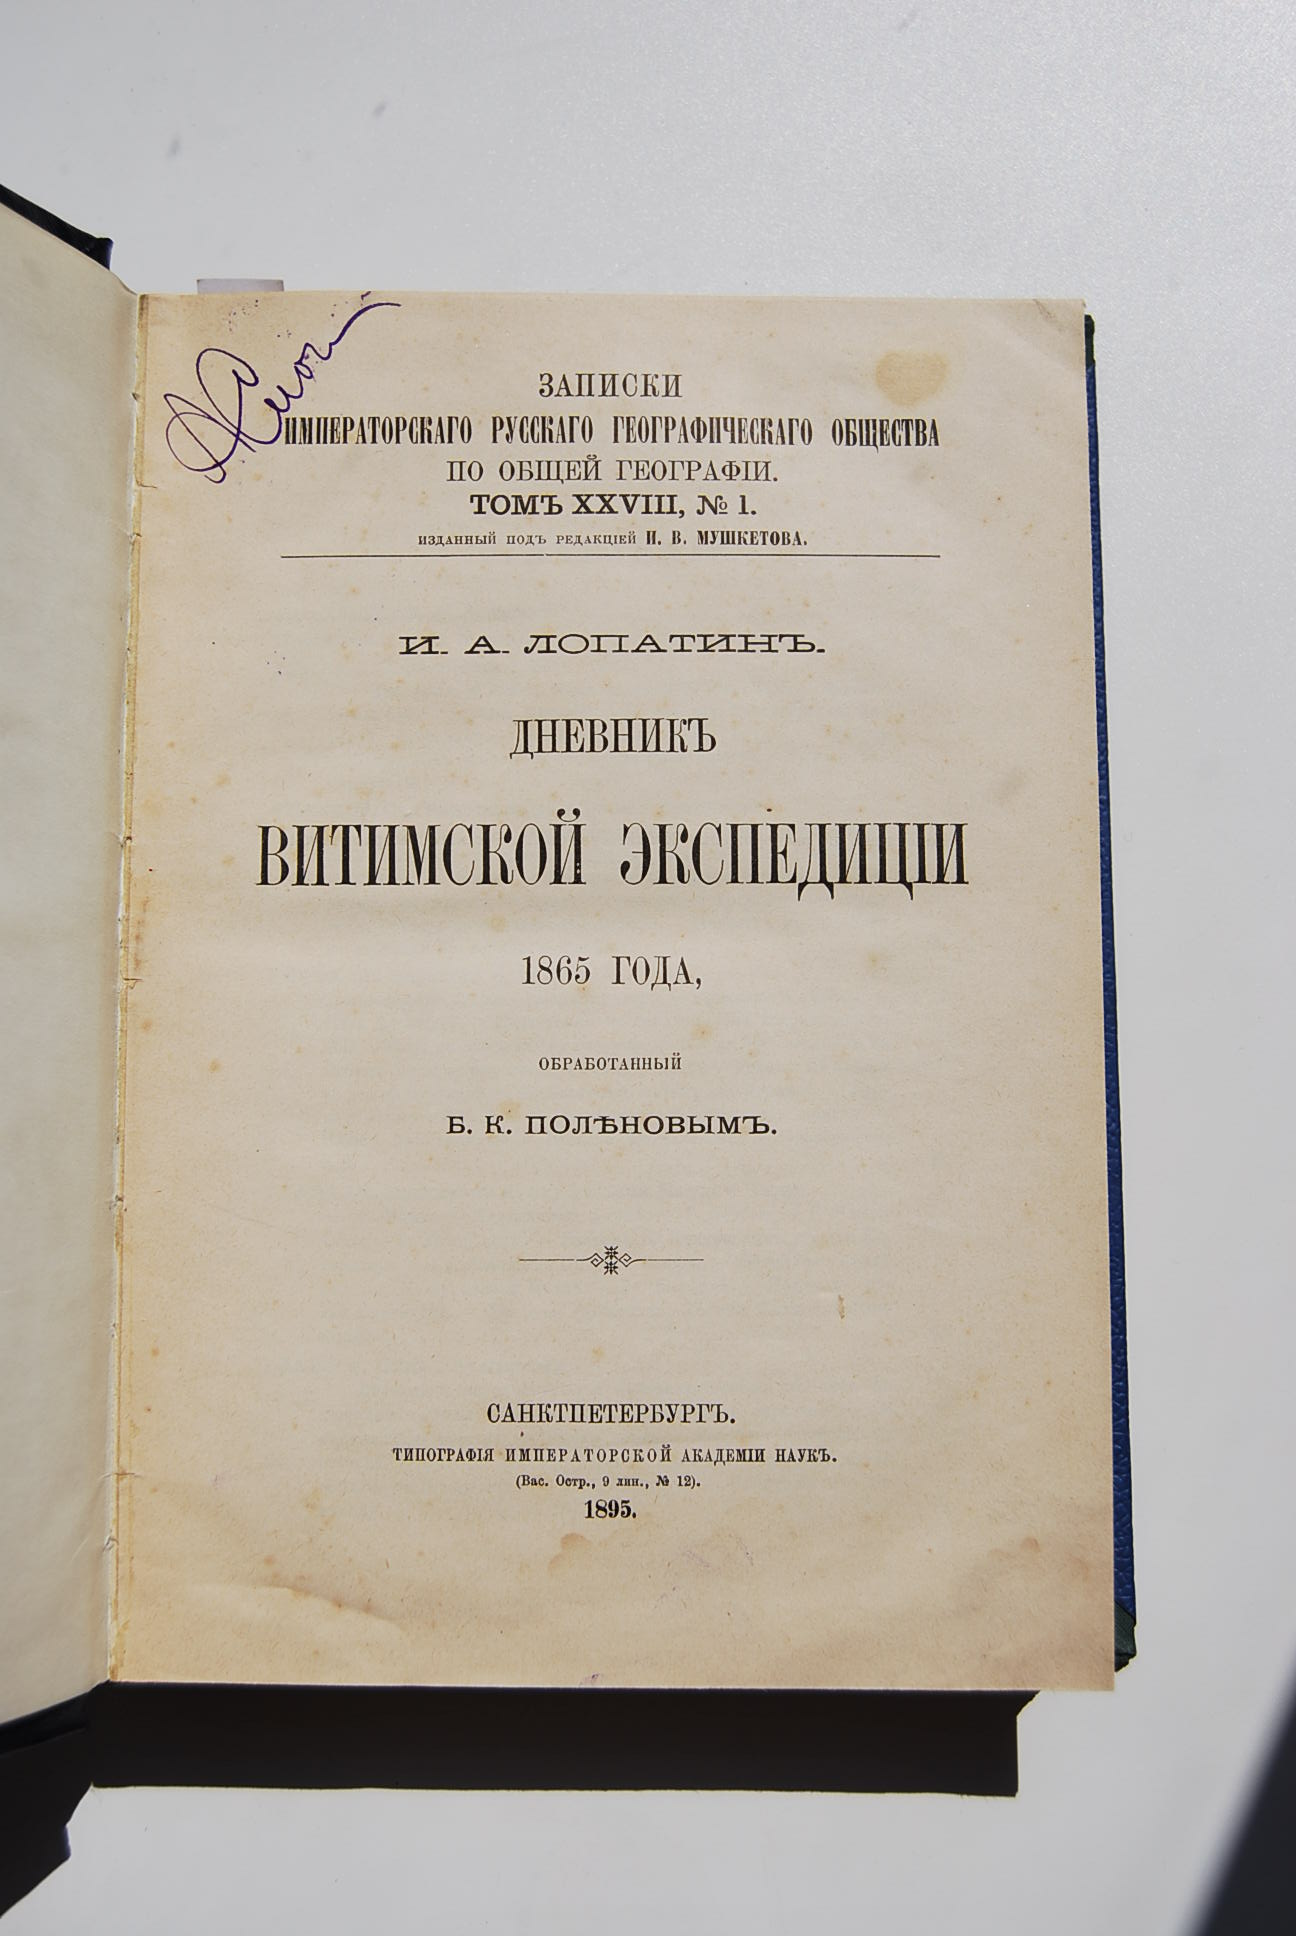 ЗАПИСКИ
ИМПЕРАТОРСКАГО РУССКАГО ГЕОГРАФИЧЕСКАГО ОБЩЕСТВА
ПО ОБЩЕЙ ГЕОГРАФІИ.
ТОМЪ XXVIII, № 1.
ИЗДАННЫЙ ПОДЪ РЕДАКЦІЕЙ И. В. МУШКЕТОВА.
И. А. ЛОПАТИНЪ.
ДНЕВНИКЪ
ВИТИМСКОЙ ЭКСПЕДИЦІИ
1865 ГОДА,
ОБРАБОТАННЫЙ
Б. К. ПОЛѢНОВЫМЪ.
САНКТПЕТЕРБУРГЪ.
ТИПОГРАФІЯ ИМПЕРАТОРСКОЙ АКАДЕМІИ НАУКЪ.
(Вас. Остр., 9 лин., № 12).
1895.